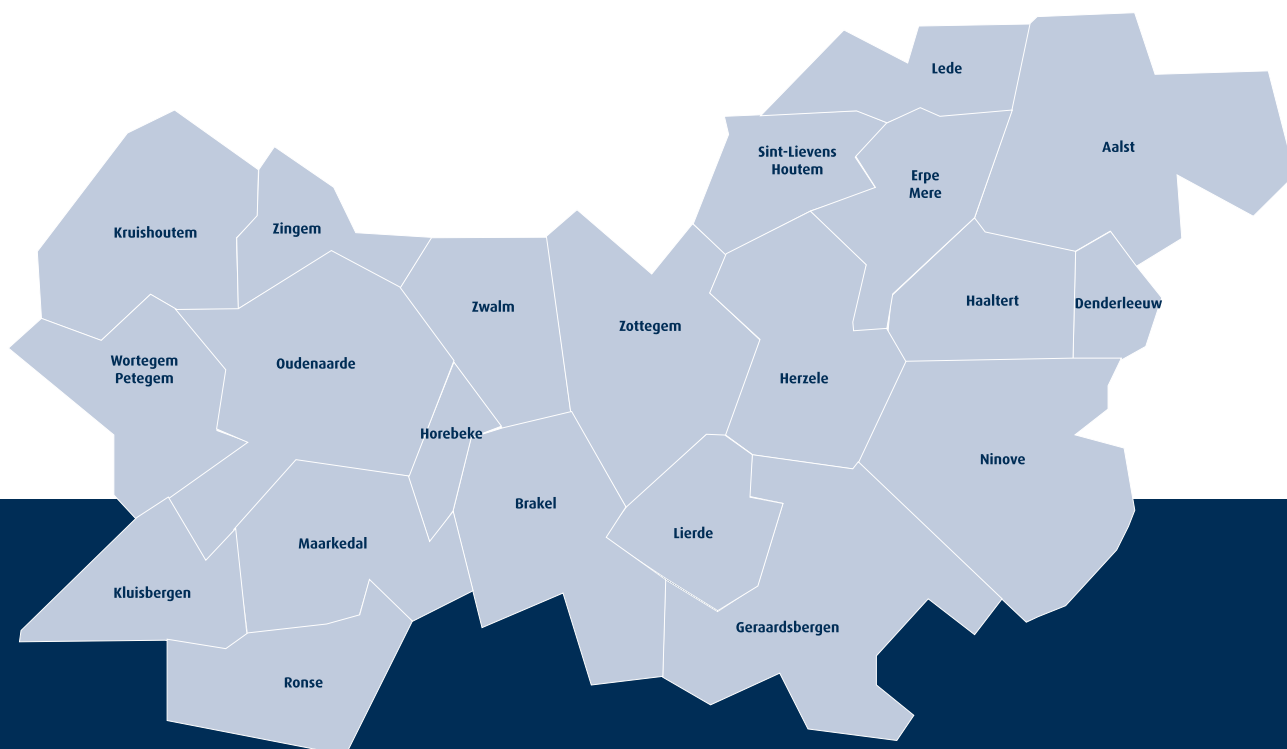 Lede
Aalst
Sint-Lievens
Houtem
Erpe
Mere
Kruishoutem
Zingem
Zwalm
Zottegem
Haaltert
Denderleeuw
Wortegem
Petegem
Oudenaarde
Herzele
Horebeke
Ninove
Brakel
Lierde
Maarkedal
Kluisbergen
Geraardsbergen
Ronse